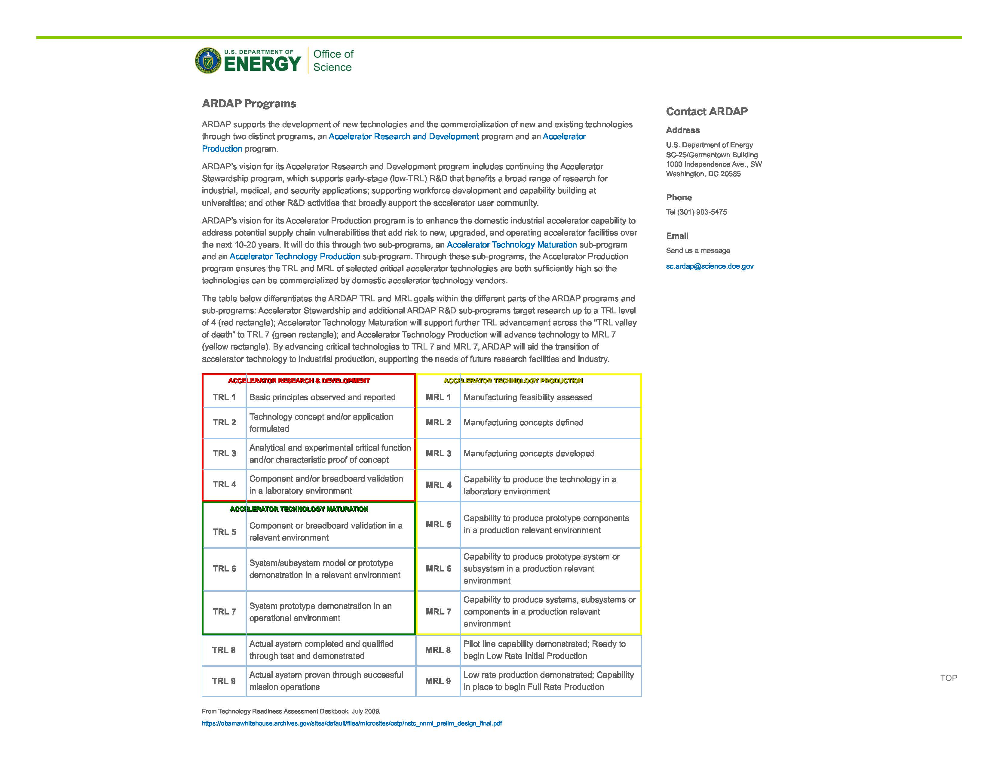 U.S. DEPARTMENT OF
ENERGY
Office of
Science
ARDAP Programs
ARDAP supports the development of new technologies and the commercialization of new and existing technologies
through two distinct programs, an Accelerator Research and Development program and an Accelerator
Production program.
ARDAP’s vision for its Accelerator Research and Development program includes continuing the Accelerator
Stewardship program, which supports early-stage (low-TRL) R&D that benefits a broad range of research for
industrial, medical, and security applications; supporting workforce development and capability building at
universities; and other R&D activities that broadly support the accelerator user community.
ARDAP’s vision for its Accelerator Production program is to enhance the domestic industrial accelerator capability to
address potential supply chain vulnerabilities that add risk to new, upgraded, and operating accelerator facilities over
the next 10-20 years. It will do this through two sub-programs, an Accelerator Technology Maturation sub-program
and an Accelerator Technology Production sub-program. Through these sub-programs, the Accelerator Production
program ensures the TRL and MRL of selected critical accelerator technologies are both sufficiently high so the
technologies can be commercialized by domestic accelerator technology vendors.
The table below differentiates the ARDAP TRL and MRL goals within the different parts of the ARDAP programs and
sub-programs: Accelerator Stewardship and additional ARDAP R&D sub-programs target research up to a TRL level
of 4 (red rectangle); Accelerator Technology Maturation will support further TRL advancement across the “TRL valley
of death” to TRL 7 (green rectangle); and Accelerator Technology Production will advance technology to MRL 7
(yellow rectangle). By advancing critical technologies to TRL 7 and MRL 7, ARDAP will aid the transition of
accelerator technology to industrial production, supporting the needs of future research facilities and industry.
Contact ARDAP
Address
U.S. Department of Energy
SC-25/Germantown Building
1000 Independence Ave., SW
Washington, DC 20585
Phone
Tel (301) 903-5475
Email
Send us a message
sc.ardap@science.doe.gov
ACCELERATOR RESEARCH & DEVELOPMENT
ACCELERATOR TECHNOLOGY PRODUCTION
TRL 1
Basic principles observed and reported
MRL 1
Manufacturing feasibility assessed
TRL 2
Technology concept and/or application
formulated
MRL 2
Manufacturing concepts defined
TRL 3
Analytical and experimental critical function
and/or characteristic proof of concept
MRL 3
Manufacturing concepts developed
TRL 4
Component and/or breadboard validation
in a laboratory environment
MRL 4
Capability to produce the technology in a
laboratory environment
ACCELERATOR TECHNOLOGY MATURATION
TRL 5
Component or breadboard validation in a
relevant environment
MRL 5
Capability to produce prototype components
in a production relevant environment
TRL 6
System/subsystem model or prototype
demonstration in a relevant environment
MRL 6
Capability to produce prototype system or
subsystem in a production relevant
environment
TRL 7
System prototype demonstration in an
operational environment
MRL 7
Capability to produce systems, subsystems or
components in a production relevant
environment
TRL 8
Actual system completed and qualified
through test and demonstrated
MRL 8
Pilot line capability demonstrated; Ready to
begin Low Rate Initial Production
TRL 9
Actual system proven through successful
mission operations
MRL 9
Low rate production demonstrated; Capability
in place to begin Full Rate Production
TOP
From Technology Readiness Assessment Deskbook, July 2009,
https://obamawhitehouse.archives.gov/sites/default/files/microsites/ostp/nstc_nnmi_prelim_design_final.pdf